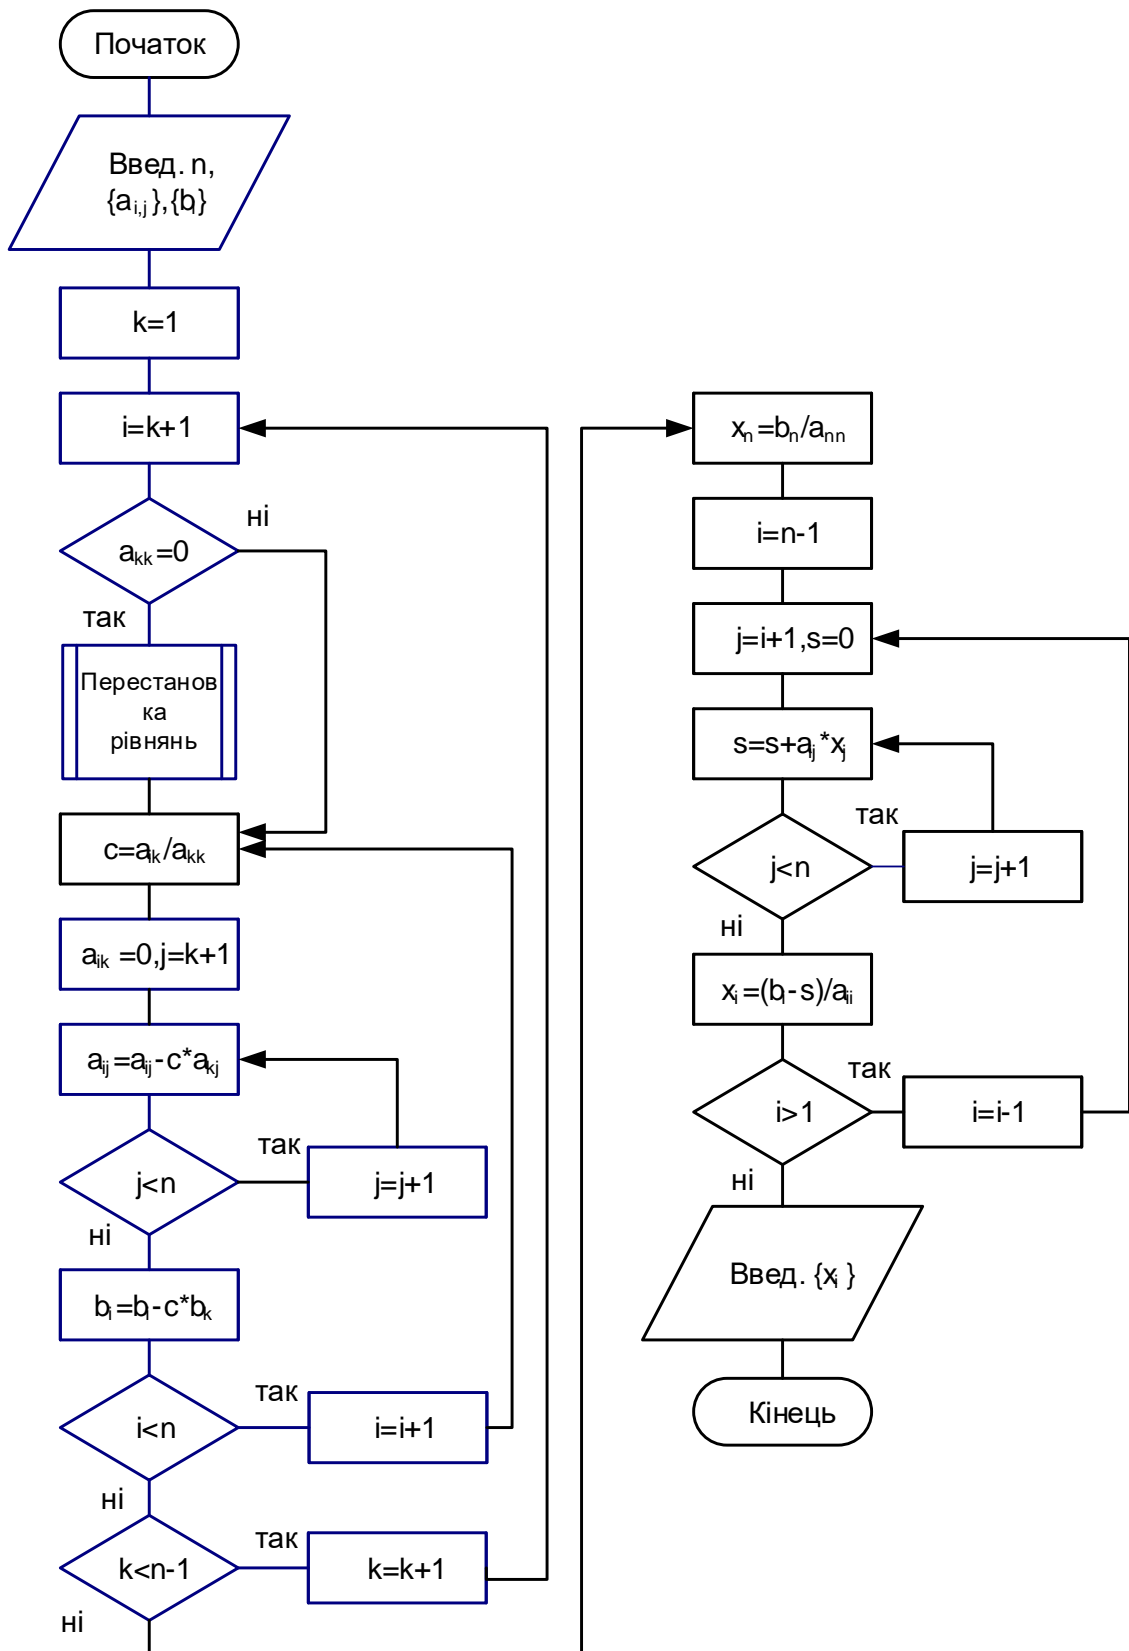 Початок
Введ. n,
{a i,j },{bi}
k=1
i=k+1
ні
akk=0
так
Перестанов
ка
рівнянь
c=aik/akk
aik =0,j=k+1
aij=aij-c*akj
так
j<n
j=j+1
ні
bi=bi-c*bk
так
i<n
i=i+1
ні
так
k<n-1
k=k+1
ні
xn=bn/ann
i=n-1
j=i+1,s=0
s=s+aij*xj
так
j<n
j=j+1
ні
xi=(bi-s)/aii
так
i>1
i=i-1
ні
Введ. {xi }
Кінець